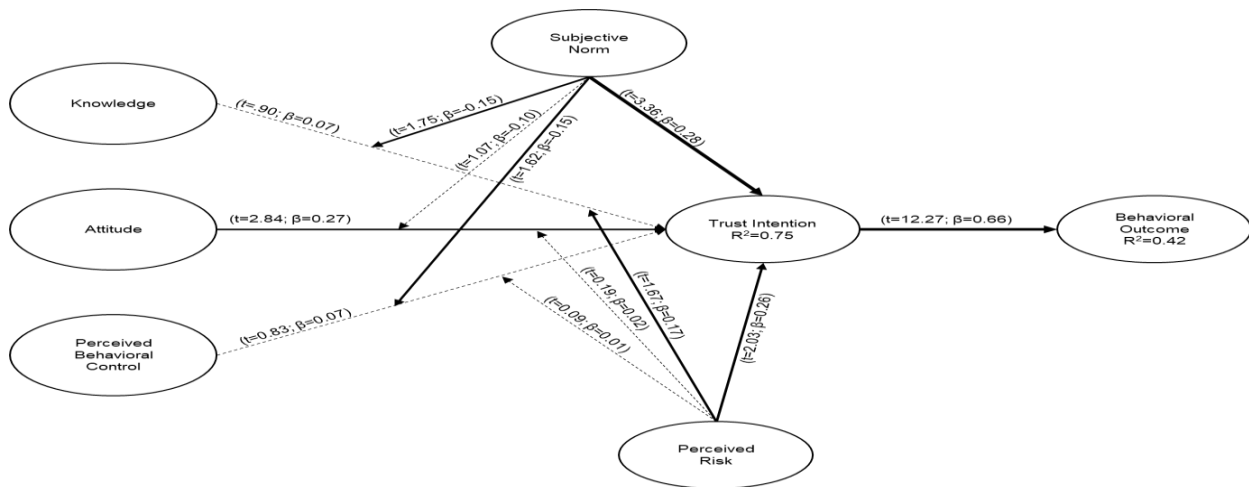 Subjective
Norm
Knowledge
(t=.90; β=0.07)
(t=1.75; β=-0.15)
(t=1.07; β=-0.10)
(t=1.62; β=-0.15)
(t=3.36; β=0.28)
Attitude
(t=2.84; β=0.27)
Trust Intention
R²=0.75
(t=12.27; β=0.66)
Behavioral
Outcome
R²=0.42
Perceived
Behavioral
Control
(t=0.83; β=0.07)
(t=0.09; β=0.01)
(t=0.19; β=0.02)
(t=1.67; β=0.17)
(t=2.03; β=0.26)
Perceived
Risk